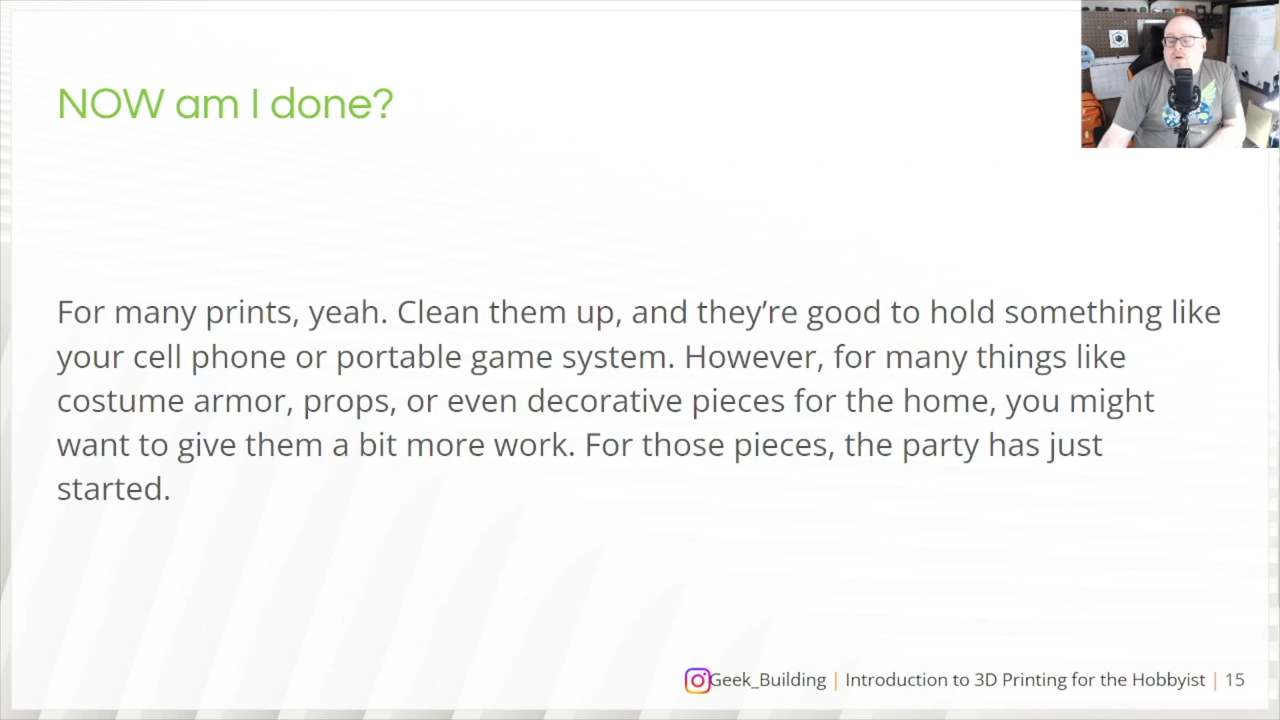 NOW am I done?
For many prints, yeah. Clean them up, and they’re good to hold something like
your cell phone or portable game system. However, for many things like
costume armor, props, or even decorative pieces for the home, you might
want to give them a bit more work. For those pieces, the party has just
started.
Geek_Building | Introduction to 3D Printing for the Hobbyist | 15